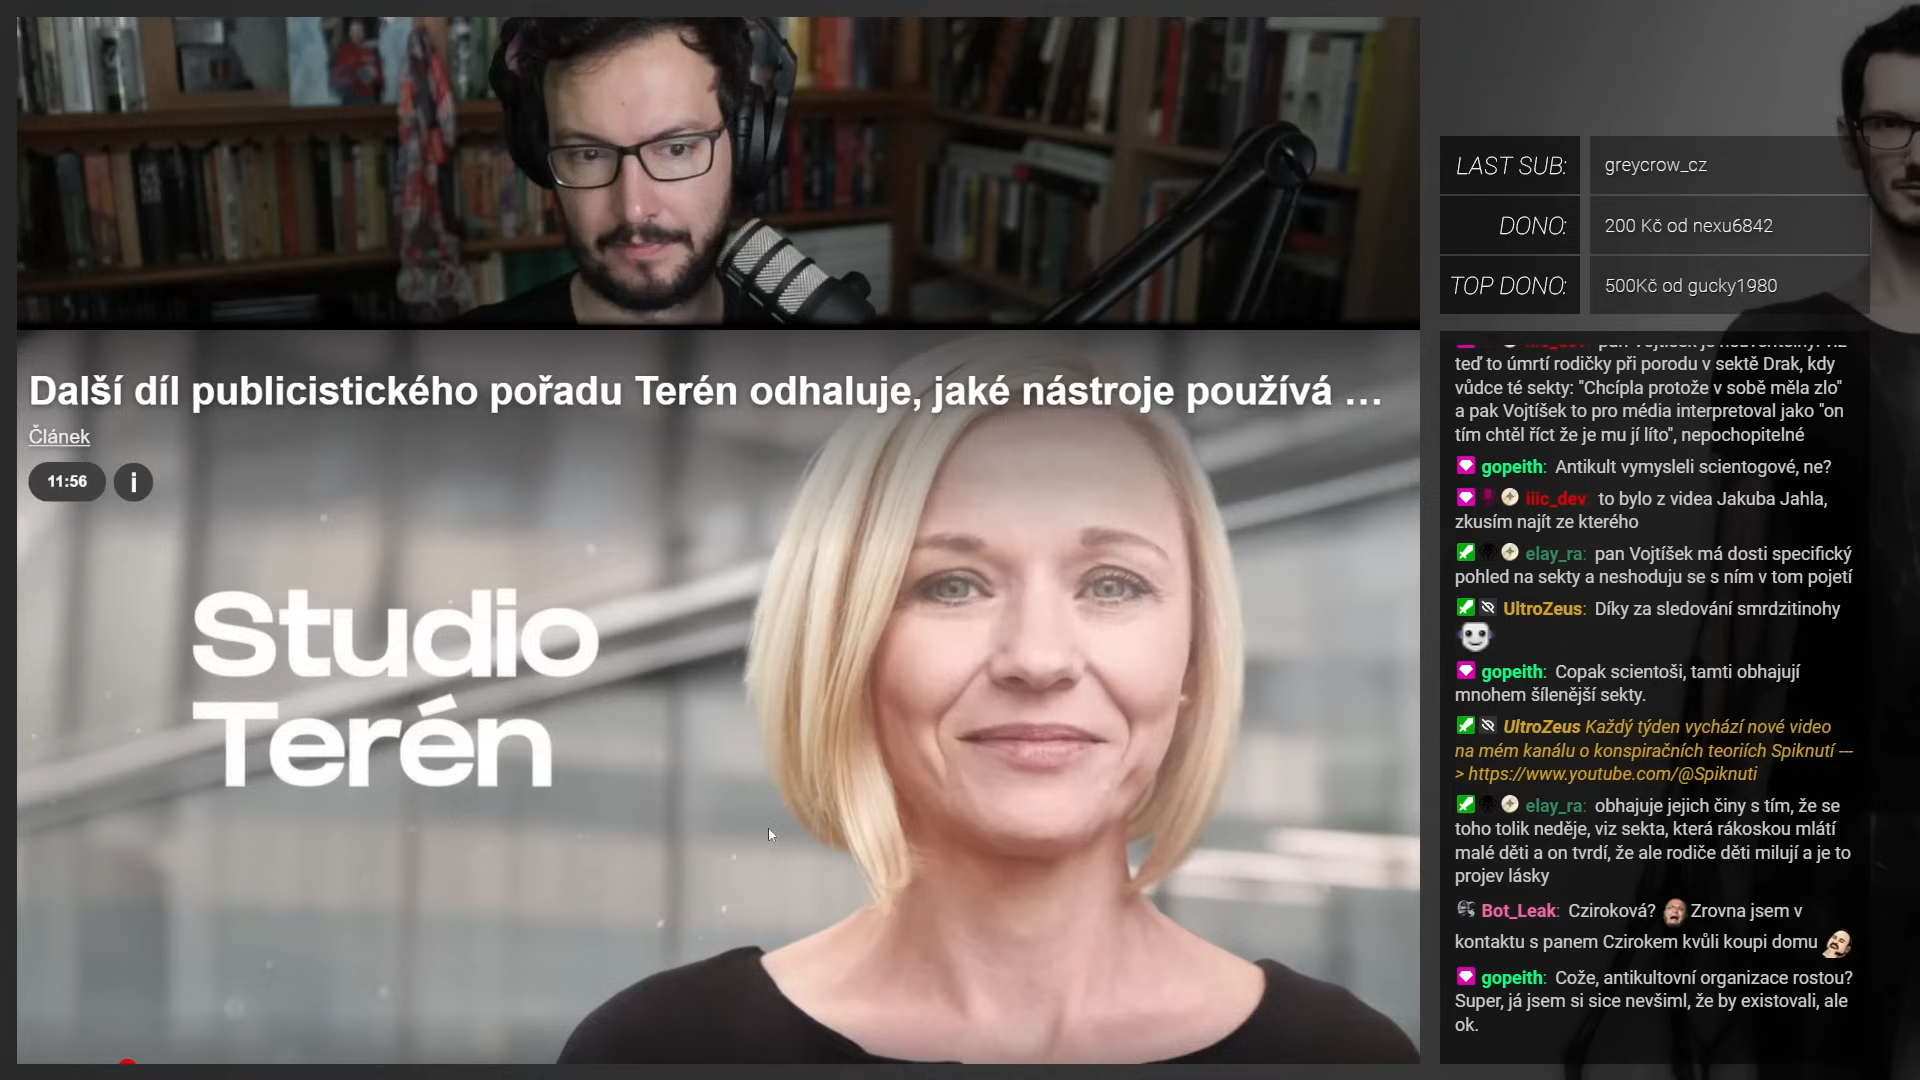 Další díl publicistického pořadu Terén odhaluje, jaké nástroje používá ...
Článek
11:56
i
Studio
Terén
LAST SUB:
greycrow_cz
DONO:
200 Kč od nexu6842
TOP DONO:
500Kč od gucky1980
teď to úmrtí rodičky při porodu v sektě Drak, kdy
vůdce té sekty: "Chcípla protože v sobě měla zlo"
a pak Vojtíšek to pro média interpretoval jako "on
tím chtěl říct že je mu jí líto", nepochopitelné
gopeith: Antikult vymysleli scientogové, ne?
iiic_dev: to bylo z videa Jakuba Jahla,
zkusím najít ze kterého
elay_ra: pan Vojtíšek má dosti specifický
pohled na sekty a neshoduju se s ním v tom pojetí
UltroZeus: Díky za sledování smrdzitinohy
gopeith: Copak scientoši, tamti obhajují
mnohem šílenější sekty.
UltroZeus Každý týden vychází nové video
na mém kanálu o konspiračních teoriích Spiknutí ---
> https://www.youtube.com/@Spiknuti
elay_ra: obhajuje jejich činy s tím, že se
toho tolik neděje, viz sekta, která rákoskou mlátí
malé děti a on tvrdí, že ale rodiče děti milují a je to
projev lásky
Bot_Leak: Cziroková? Zrovna jsem v
kontaktu s panem Czirokem kvůli koupi domu
gopeith: Cože, antikultovní organizace rostou?
Super, já jsem si sice nevšiml, že by existovali, ale
ok.